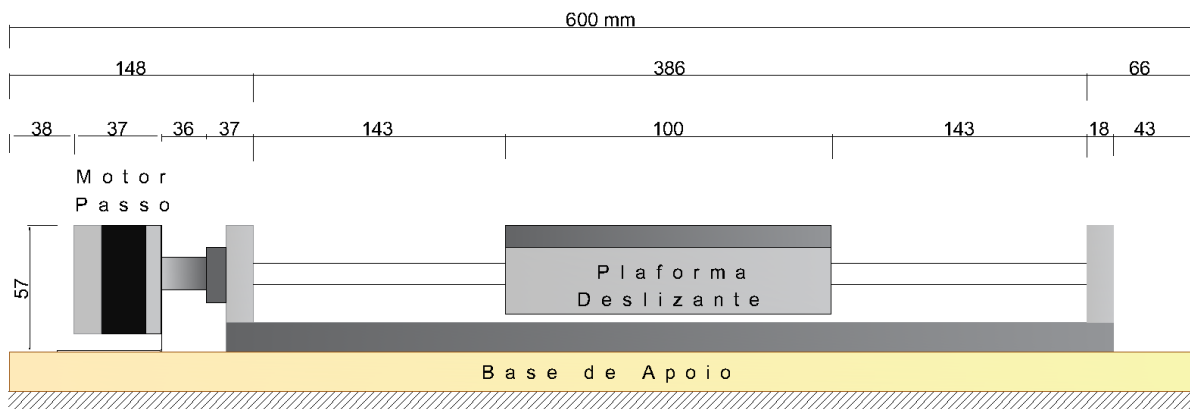 600 mm
148 386 66
38 37 36 37 143 100 143 18 43
Motor
Passo
57
Plaforma
Deslizante
Base de Apoio